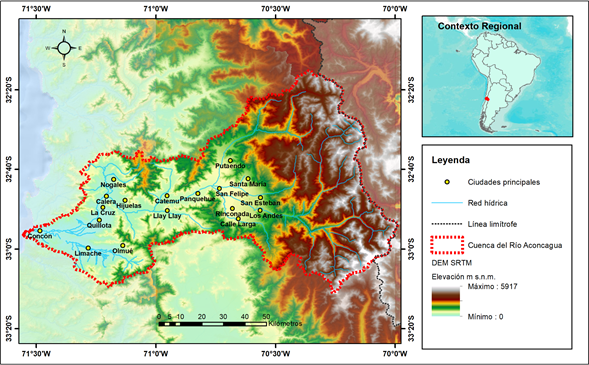 71°30'S
71°0'S
70°30'S
70°0'S
32°20'S
32°40'S
33°0'S
33°20'S
N
W
E
S
Putaendo
Santa María
Nogales
San Felipe
San Esteban
Catemu
Panquehue
Calera
Hijuelas
La Cruz
Llay Llay
Rinconada
Los Andes
Quillota
Calle Larga
Concón
Limache
Olmué
0 5 10 20 30 40 50
Kilómetros
71°30'S
71°0'S
70°30'W
70°0'W
32°20'S
32°40'S
33°0'S
33°20'S
Contexto Regional
Leyenda
Ciudades principales
Red hídrica
Línea limítrofe
Cuenca del Río Aconcagua
DEM SRTM
Elevación m s.n.m.
Máximo : 5917
Mínimo : 0